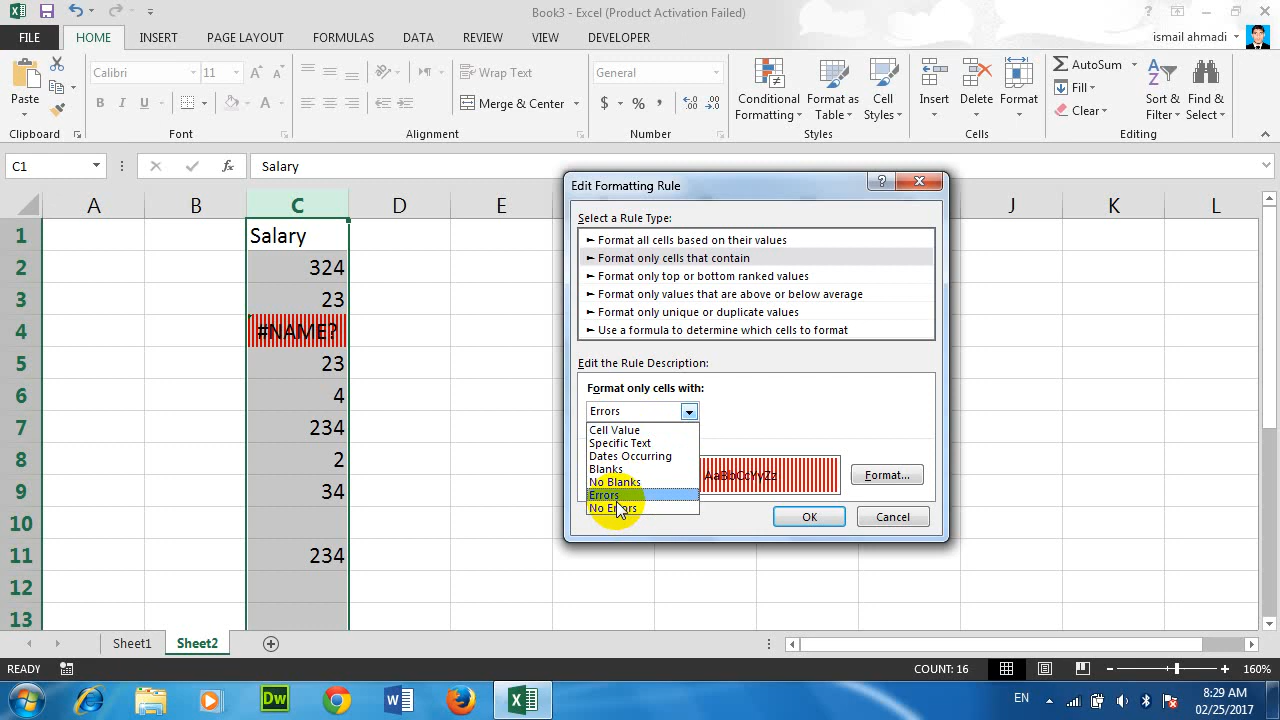 Book3 - Excel (Product Activation Failed)
FILE HOME INSERT PAGE LAYOUT FORMULAS DATA REVIEW VIEW DEVELOPER ismail ahmadi
Paste
Calibri 11
B I U
Wrap Text
Merge & Center
General
$ % ,
Conditional Formatting
Format as Table
Cell Styles
Insert Delete Format
AutoSum
Fill
Clear
Sort & Filter
Find & Select
Clipboard Font Alignment Number Styles Cells Editing
C1 fx Salary
A B C D E J K L
1 Salary
2 324
3 23
4 #NAME?
5 23
6 4
7 234
8 2
9 34
10
11 234
12
13
Edit Formatting Rule
Select a Rule Type:
► Format all cells based on their values
► Format only cells that contain
► Format only top or bottom ranked values
► Format only values that are above or below average
► Format only unique or duplicate values
► Use a formula to determine which cells to format
Edit the Rule Description:
Format only cells with:
Errors
Cell Value
Specific Text
Dates Occurring
Blanks
No Blanks
Errors
No Errors
AaBbCcYyZz
Format...
OK Cancel
Sheet1 Sheet2
READY COUNT: 16 160%
Dw
EN 8:29 AM
02/25/2017